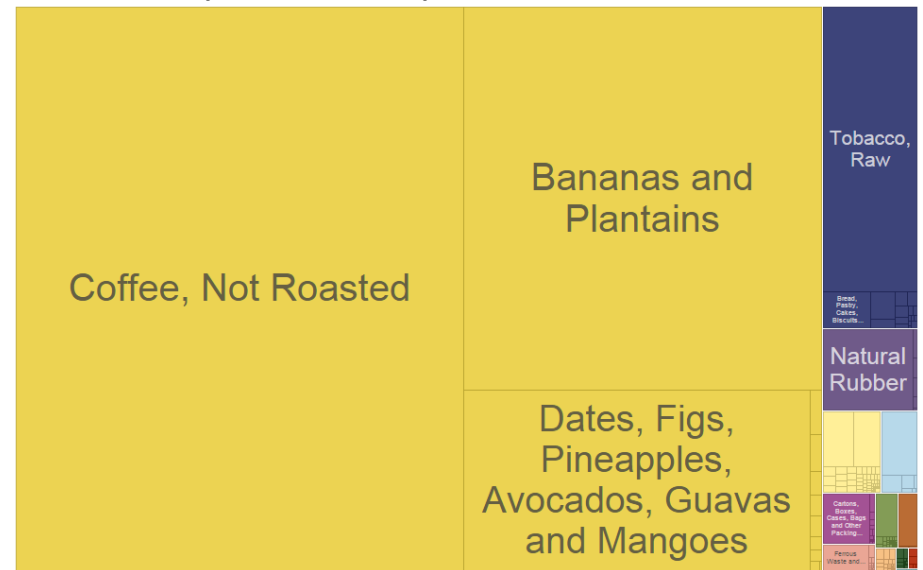 Coffee, Not Roasted
Bananas and
Plantains
Dates, Figs,
Pineapples,
Avocados, Guavas
and Mangoes
Tobacco,
Raw
Bread,
Pastry,
Cakes,
Biscuits...
Natural
Rubber
Cartons,
Boxes,
Cases, Bags
and Other
Packing...
Ferrous
Waste and...